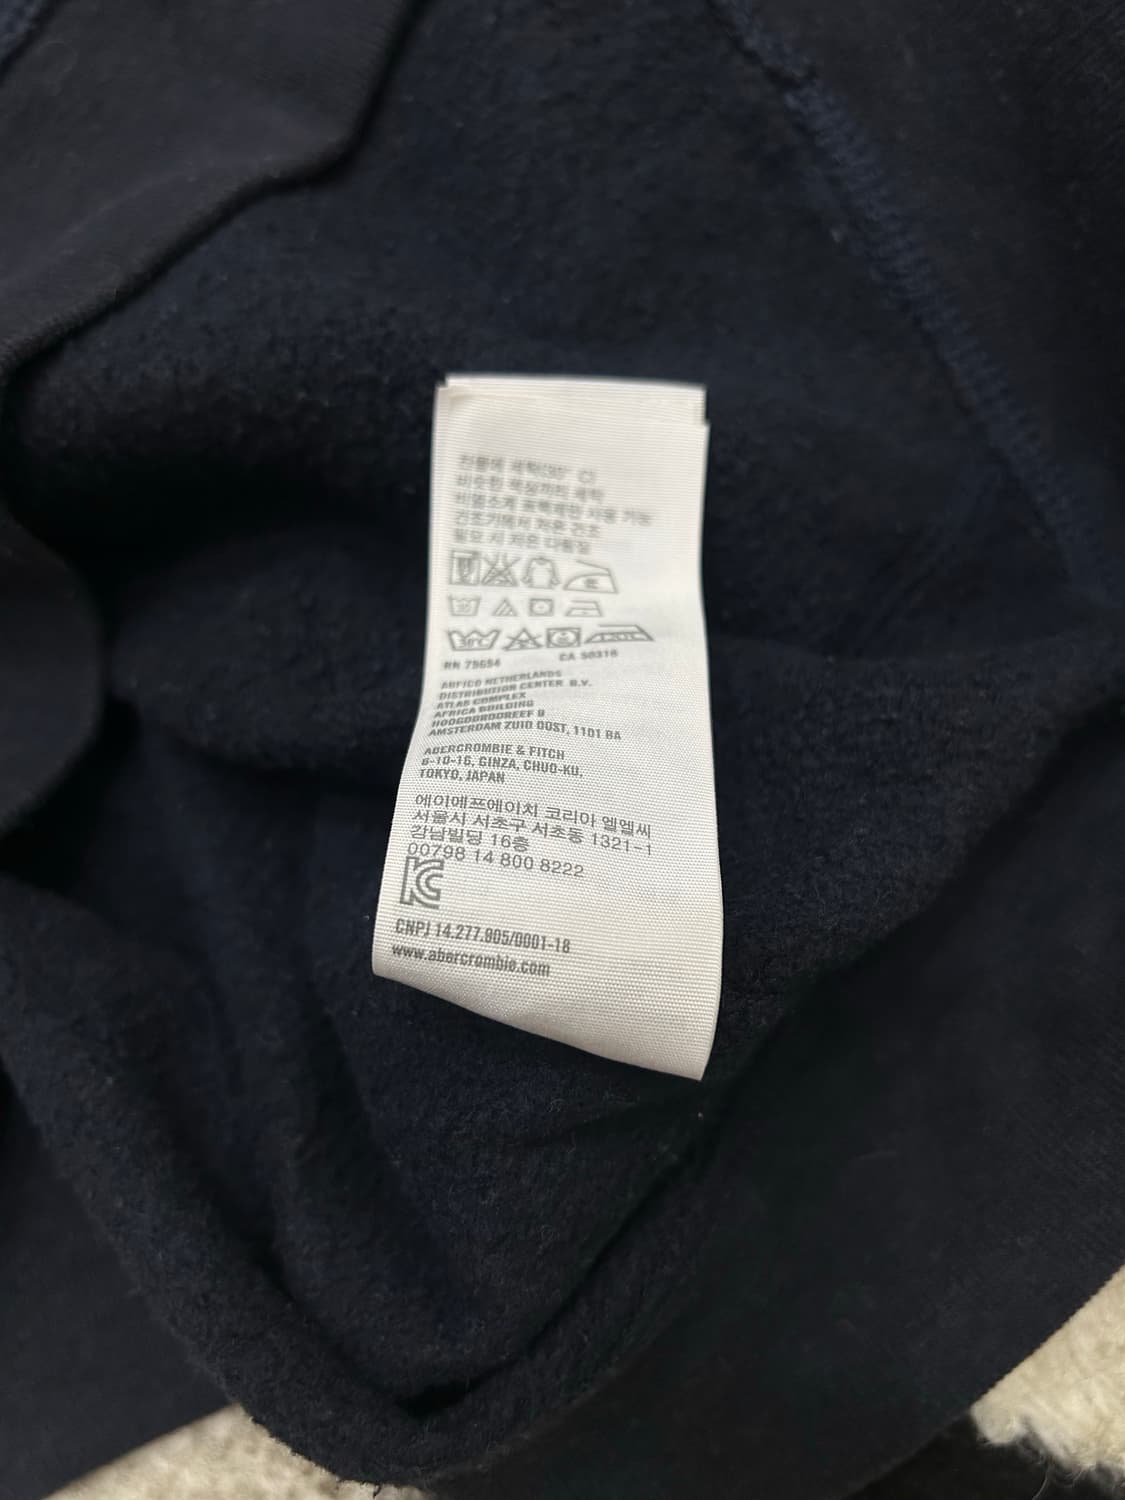 찬물에 세탁(30° C)
비슷한 색상끼리 세탁
비염소계 표백제만 사용 가능
건조기에서 저온 건조
필요 시 저온 다림질
30°C 120°C
RN 75654 CA 50316
ANFICO NETHERLANDS
DISTRIBUTION CENTER B.V.
ATLAS COMPLEX
AFRICA BUILDING
HOOGOORDDREEF 9
AMSTERDAM ZUID OOST, 1101 BA
ABERCROMBIE & FITCH
6-10-16, GINZA, CHUO-KU,
TOKYO, JAPAN
에이에프에이치 코리아 엘엘씨
서울시 서초구 서초동 1321-1
강남빌딩 16층
00798 14 800 8222
CNPJ 14.277.905/0001-18
www.abercrombie.com